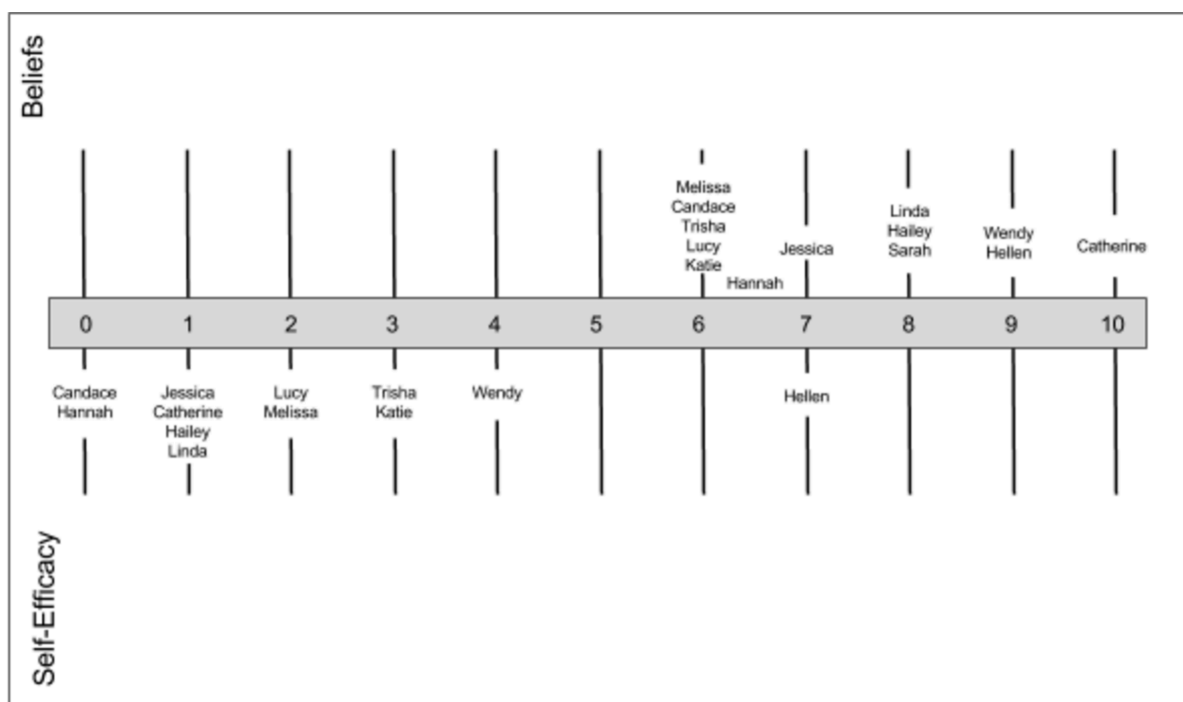 Beliefs
Melissa
Candace
Trisha
Lucy
Katie
Hannah
Jessica
Linda
Hailey
Sarah
Wendy
Hellen
Catherine
0 1 2 3 4 5 6 7 8 9 10
Candace
Hannah
Jessica
Catherine
Hailey
Linda
Lucy
Melissa
Trisha
Katie
Wendy
Hellen
Self-Efficacy